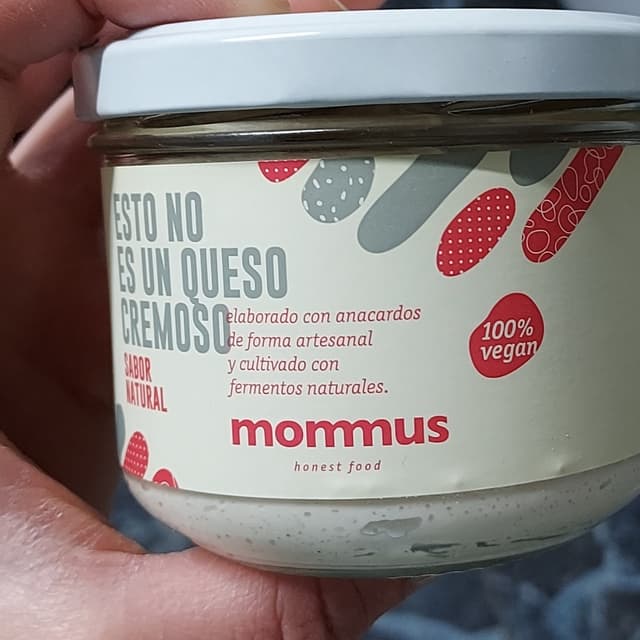 ESTO NO
ES UN QUESO
CREMOSO
SABOR
NATURAL
elaborado con anacardos
de forma artesanal
y cultivado con
fermentos naturales.
100%
vegan
mommus
honest food